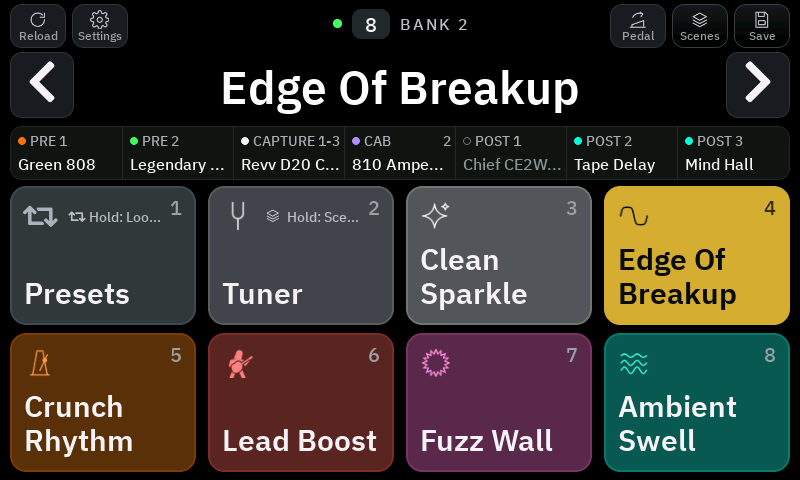 Reload
Settings
8 BANK 2
Pedal
Scenes
Save
Edge Of Breakup
PRE 1
Green 808
PRE 2
Legendary ...
CAPTURE 1-3
Revv D20 C...
CAB 2
810 Ampe...
POST 1
Chief CE2W...
POST 2
Tape Delay
POST 3
Mind Hall
Hold: Loo... 1
Presets
Hold: Sce... 2
Tuner
3
Clean
Sparkle
4
Edge Of
Breakup
5
Crunch
Rhythm
6
Lead Boost
7
Fuzz Wall
8
Ambient
Swell